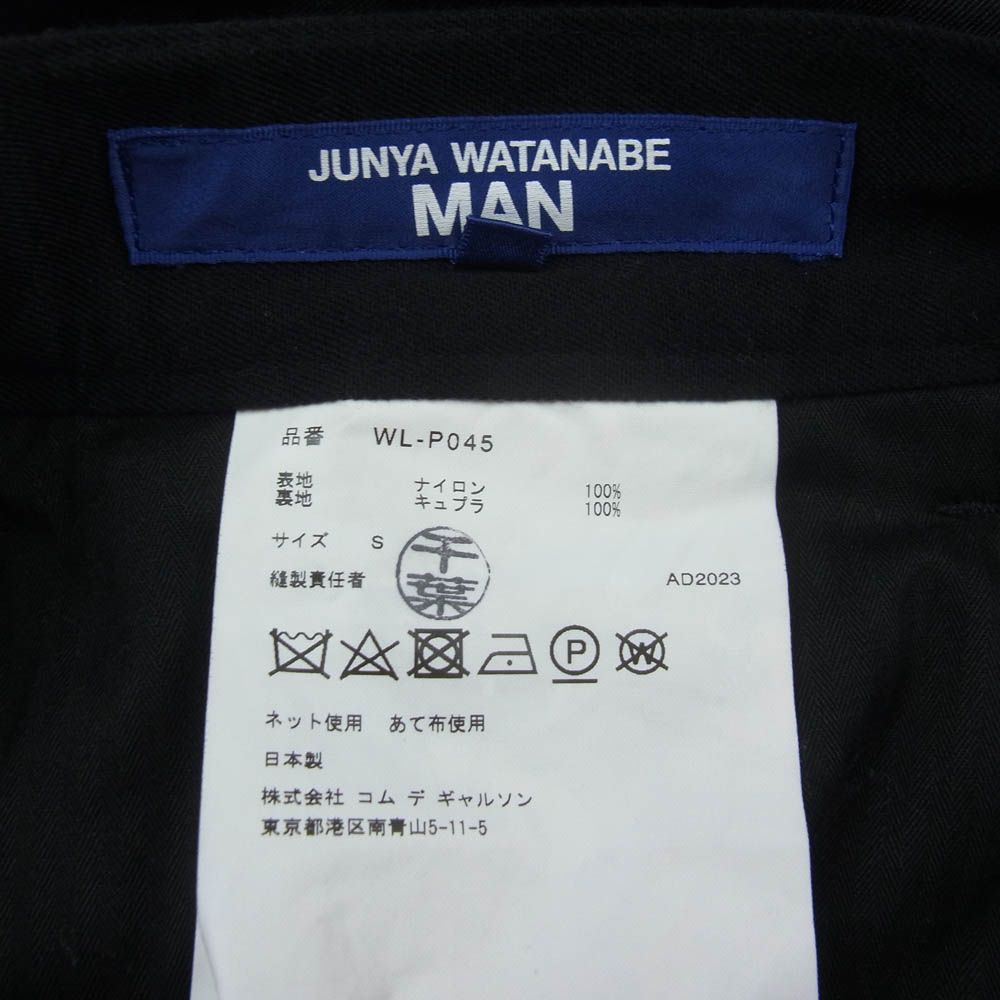 JUNYA WATANABE
MAN
品番 WL-P045
表地 ナイロン 100%
裏地 キュプラ 100%
サイズ S
千葉
縫製責任者 AD2023
P W
ネット使用 あて布使用
日本製
株式会社 コム デ ギャルソン
東京都港区南青山5-11-5